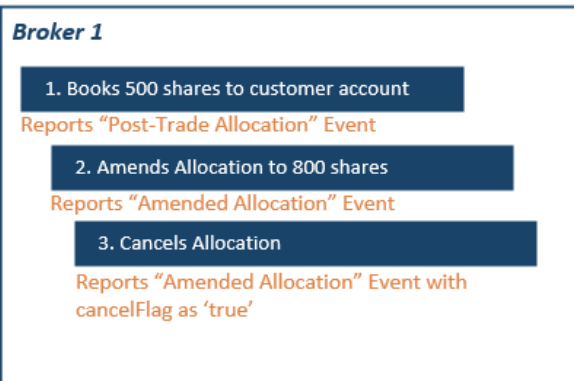 Broker 1
1. Books 500 shares to customer account
Reports “Post-Trade Allocation” Event
2. Amends Allocation to 800 shares
Reports “Amended Allocation” Event
3. Cancels Allocation
Reports “Amended Allocation” Event with
cancelFlag as ‘true’